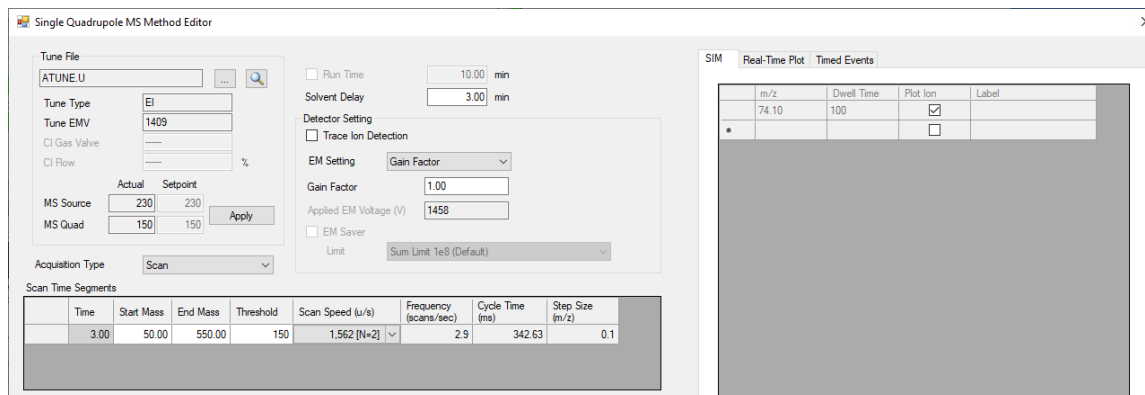 Single Quadrupole MS Method Editor
Tune File
ATUNE.U ...
Tune Type EI
Tune EMV 1409
CI Gas Valve -----
CI Flow ----- %
Actual Setpoint
MS Source 230 230
MS Quad 150 150
Apply
Acquisition Type Scan
Run Time 10.00 min
Solvent Delay 3.00 min
Detector Setting
Trace Ion Detection
EM Setting Gain Factor
Gain Factor 1.00
Applied EM Voltage (V) 1458
EM Saver
Limit Sum Limit 1e8 (Default)
Scan Time Segments
Time Start Mass End Mass Threshold Scan Speed (u/s) Frequency (scans/sec) Cycle Time (ms) Step Size (m/z)
3.00 50.00 550.00 150 1,562 [N=2] 2.9 342.63 0.1
SIM Real-Time Plot Timed Events
m/z Dwell Time Plot Ion Label
74.10 100